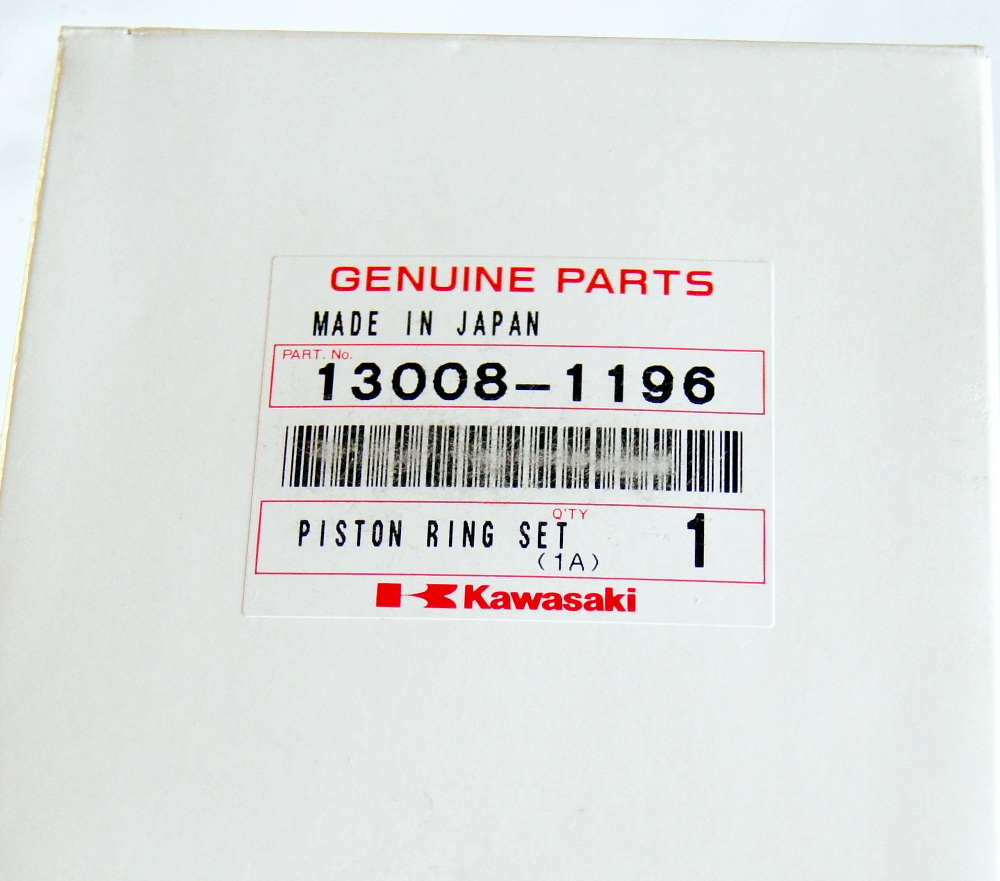 GENUINE PARTS
MADE IN JAPAN
PART. No.
13008-1196
Q'TY
PISTON RING SET 1
(1A)
Kawasaki